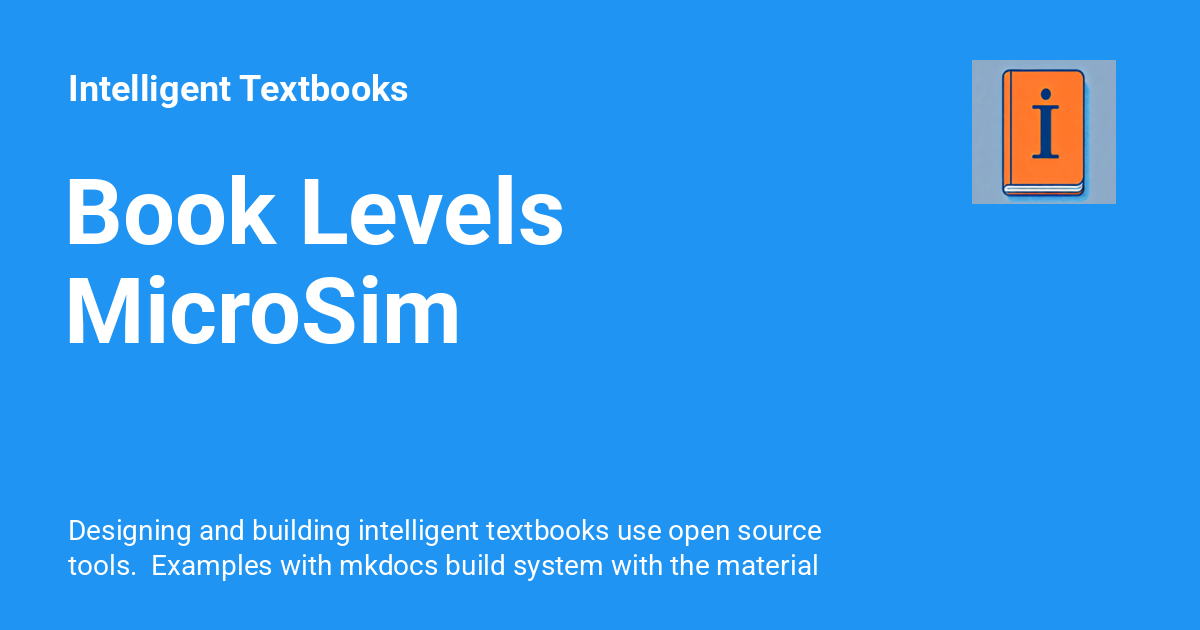 Intelligent Textbooks
i
Book Levels
MicroSim
Designing and building intelligent textbooks use open source
tools.  Examples with mkdocs build system with the material